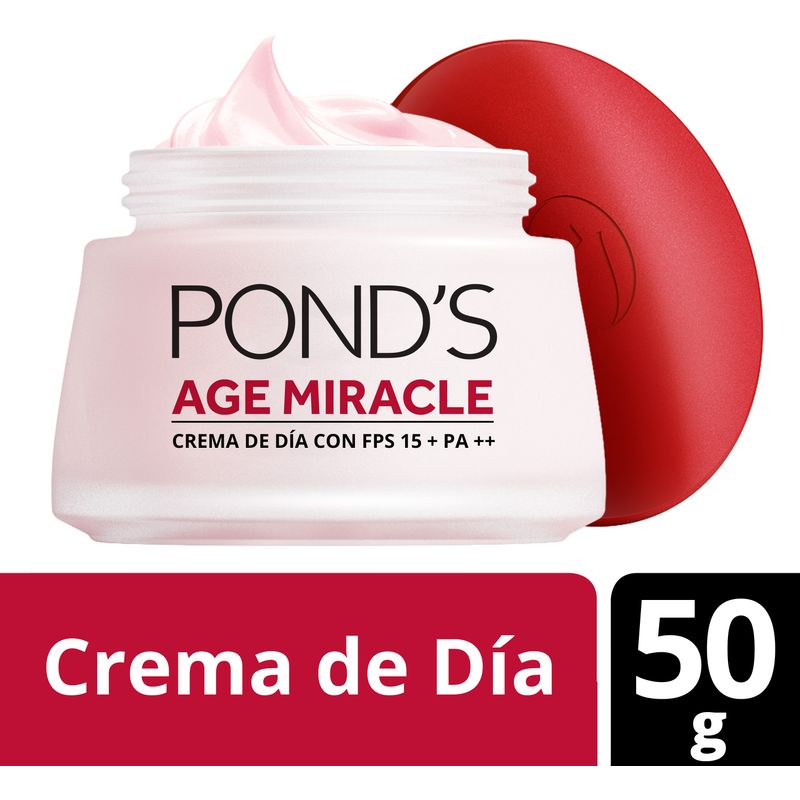 POND'S
AGE MIRACLE
CREMA DE DÍA CON FPS 15 + PA ++
Crema de Día
50
g